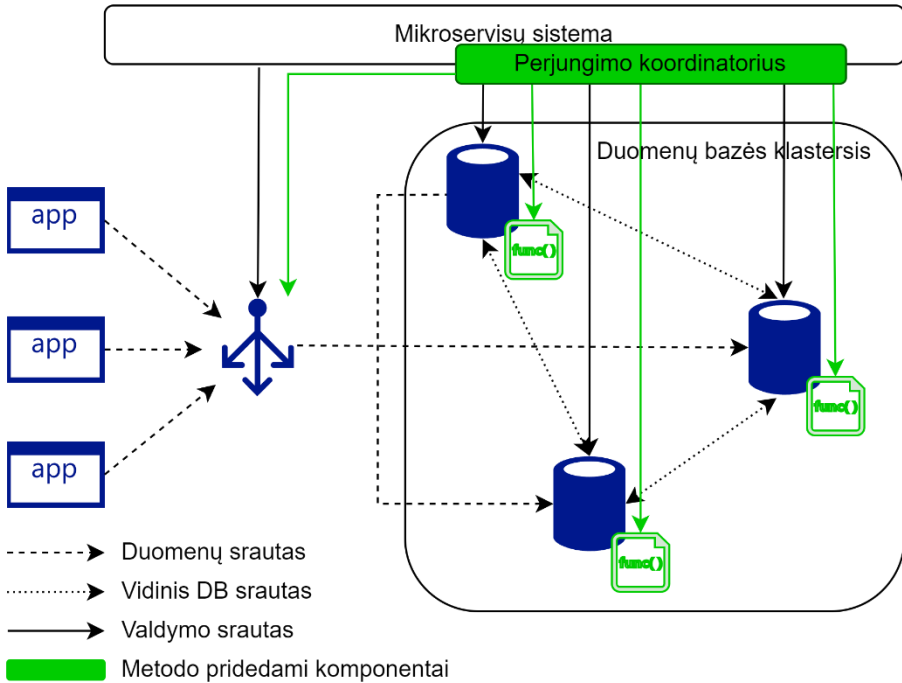 Mikroservisų sistema
Perjungimo koordinatorius
Duomenų bazės klastersis
app
func()
app
func()
app
func()
Duomenų srautas
Vidinis DB srautas
Valdymo srautas
Metodo pridedami komponentai